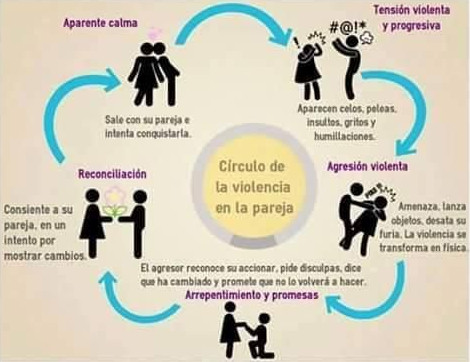 Aparente calma
Sale con su pareja e
intenta conquistarla.
Tensión violenta
y progresiva
#@!*
!
Aparecen celos, peleas,
insultos, gritos y
humillaciones.
Agresión violenta
Amenaza, lanza
objetos, desata su
furia. La violencia se
transforma en física.
Círculo de
la violencia
en la pareja
El agresor reconoce su accionar, pide disculpas, dice
que ha cambiado y promete que no lo volverá a hacer.
Arrepentimiento y promesas
Reconciliación
Consiente a su
pareja, en un
intento por
mostrar cambios.